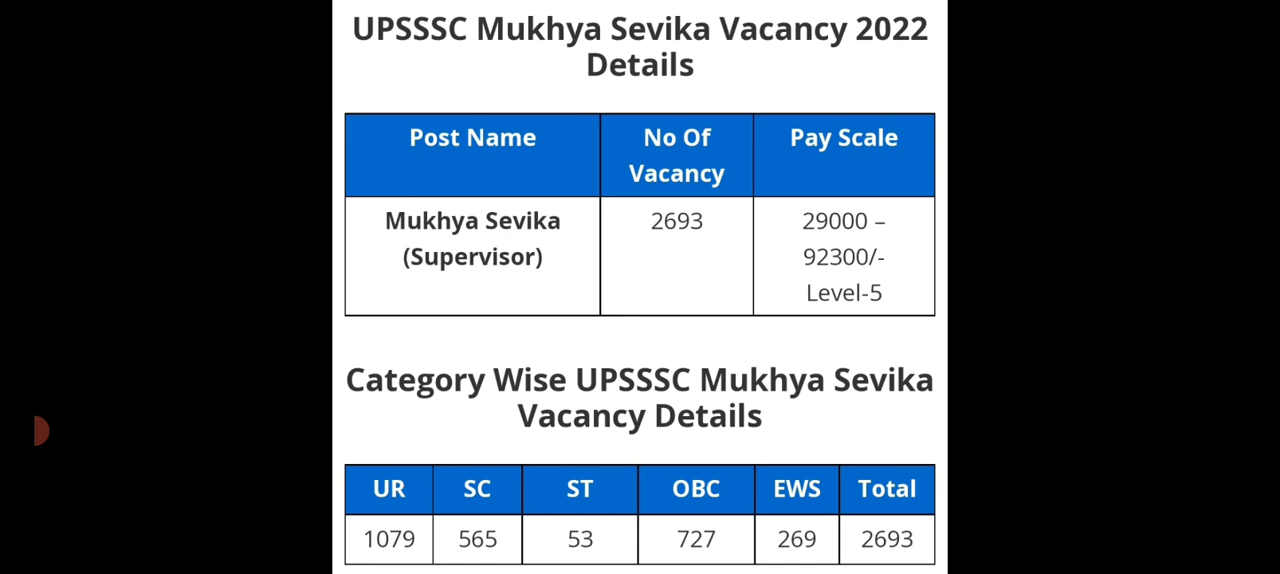 UPSSSC Mukhya Sevika Vacancy 2022
Details
Post Name No Of Vacancy Pay Scale
Mukhya Sevika (Supervisor) 2693 29000 – 92300/- Level-5
Category Wise UPSSSC Mukhya Sevika
Vacancy Details
UR SC ST OBC EWS Total
1079 565 53 727 269 2693